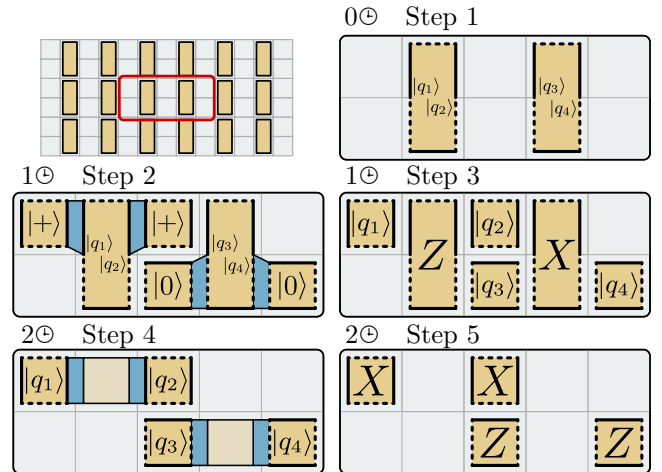 0🕒 Step 1
|q₁⟩ |q₃⟩
|q₂⟩ |q₄⟩
1🕒 Step 2
|+⟩ |+⟩
|q₁⟩ |q₃⟩
|q₂⟩ |q₄⟩
|0⟩ |0⟩
1🕒 Step 3
|q₁⟩ |q₂⟩
Z X
|q₃⟩ |q₄⟩
2🕒 Step 4
|q₁⟩ |q₂⟩
|q₃⟩ |q₄⟩
2🕒 Step 5
X X
Z Z